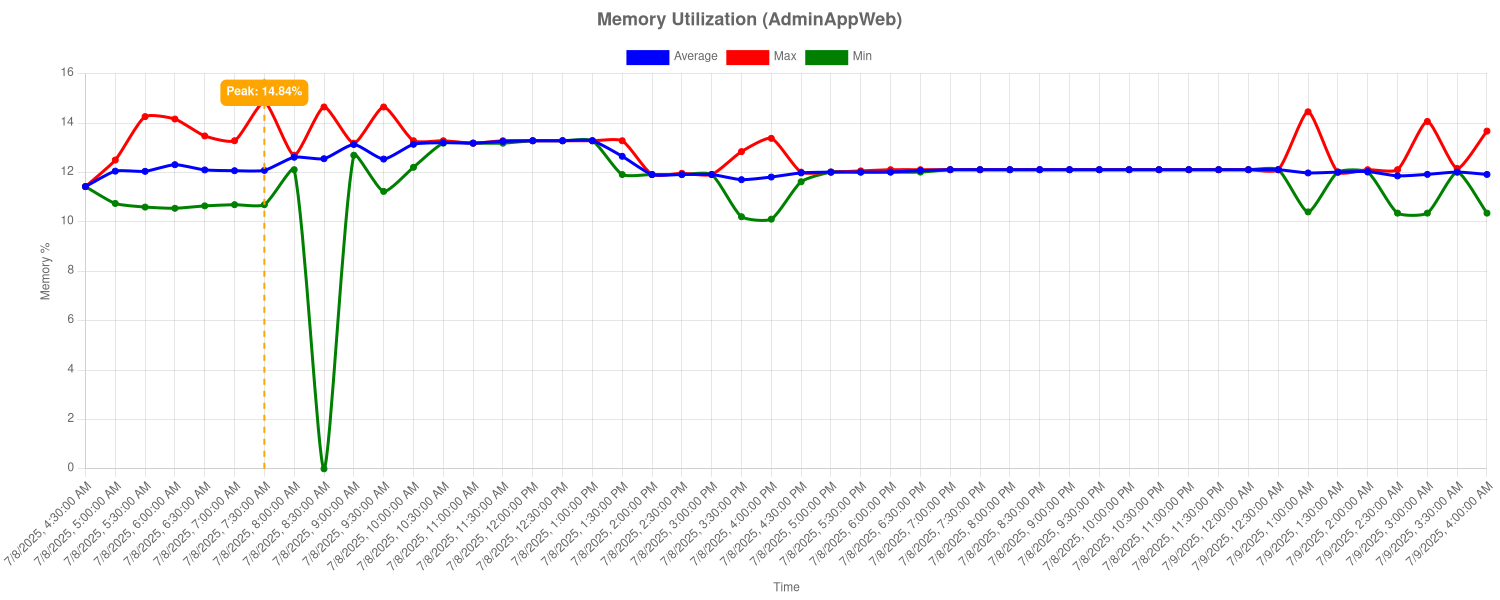 Memory Utilization (AdminAppWeb)
Average Max Min
Peak: 14.84%
16
14
12
10
8
6
4
2
0
Memory %
7/8/2025, 4:30:00 AM
7/8/2025, 5:00:00 AM
7/8/2025, 5:30:00 AM
7/8/2025, 6:00:00 AM
7/8/2025, 6:30:00 AM
7/8/2025, 7:00:00 AM
7/8/2025, 7:30:00 AM
7/8/2025, 8:00:00 AM
7/8/2025, 8:30:00 AM
7/8/2025, 9:00:00 AM
7/8/2025, 9:30:00 AM
7/8/2025, 10:00:00 AM
7/8/2025, 10:30:00 AM
7/8/2025, 11:00:00 AM
7/8/2025, 11:30:00 AM
7/8/2025, 12:00:00 PM
7/8/2025, 12:30:00 PM
7/8/2025, 1:00:00 PM
7/8/2025, 1:30:00 PM
7/8/2025, 2:00:00 PM
7/8/2025, 2:30:00 PM
7/8/2025, 3:00:00 PM
7/8/2025, 3:30:00 PM
7/8/2025, 4:00:00 PM
7/8/2025, 4:30:00 PM
7/8/2025, 5:00:00 PM
7/8/2025, 5:30:00 PM
7/8/2025, 6:00:00 PM
7/8/2025, 6:30:00 PM
7/8/2025, 7:00:00 PM
7/8/2025, 7:30:00 PM
7/8/2025, 8:00:00 PM
7/8/2025, 8:30:00 PM
7/8/2025, 9:00:00 PM
7/8/2025, 9:30:00 PM
7/8/2025, 10:00:00 PM
7/8/2025, 10:30:00 PM
7/8/2025, 11:00:00 PM
7/8/2025, 11:30:00 PM
7/9/2025, 12:00:00 AM
7/9/2025, 12:30:00 AM
7/9/2025, 1:00:00 AM
7/9/2025, 1:30:00 AM
7/9/2025, 2:00:00 AM
7/9/2025, 2:30:00 AM
7/9/2025, 3:00:00 AM
7/9/2025, 3:30:00 AM
7/9/2025, 4:00:00 AM
Time